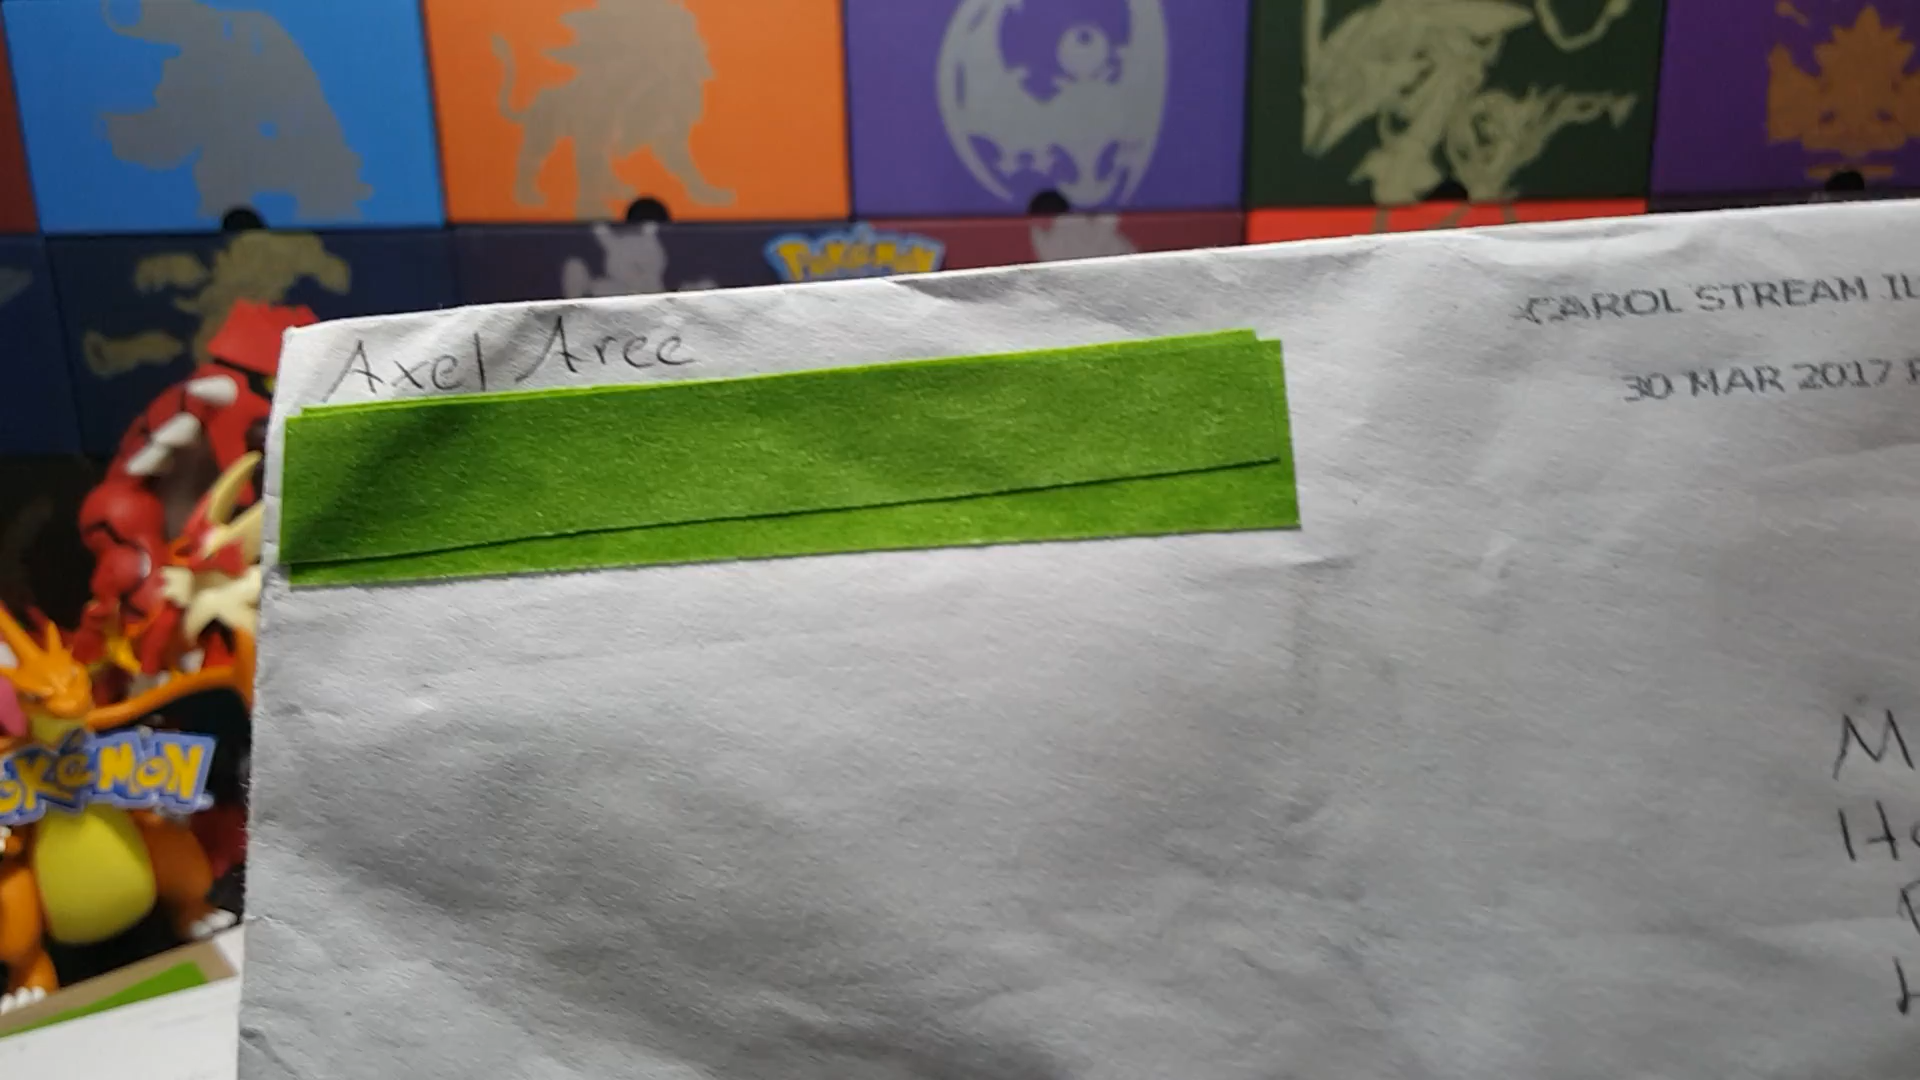 POKÉMON
Axel Arce
CAROL STREAM IL
30 MAR 2017 P
POKÉMON
M